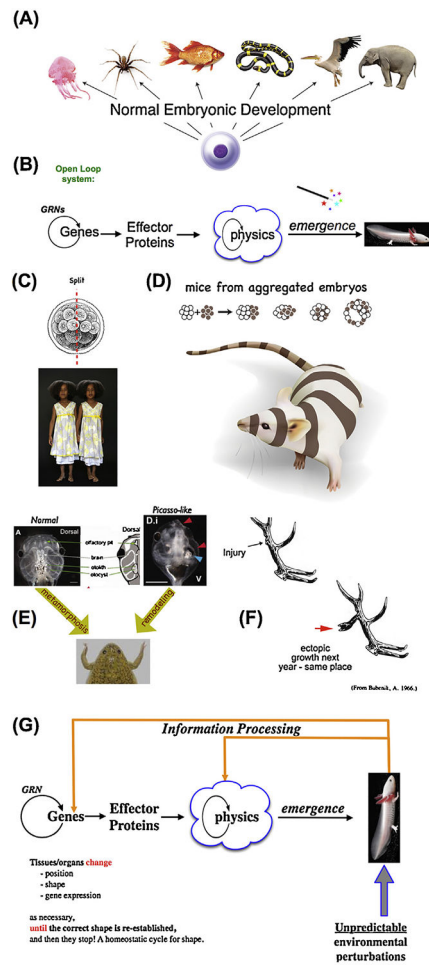 (A)
Normal Embryonic Development
(B)
Open Loop
system:
GRNs
Genes
Effector
Proteins
physics
emergence
(C)
Split
(D)
mice from aggregated embryos
Normal
A
Dorsal
olfactory pit
brain
otolith
otocyst
Dorsal
Picasso-like
D.i
V
metamorphosis
remodeling
(E)
Injury
(F)
ectopic
growth next
year - same place
(From Bubenik, A. 1966.)
(G)
Information Processing
GRN
Genes
Effector
Proteins
physics
emergence
Tissues/organs change
- position
- shape
- gene expression
as necessary,
until the correct shape is re-established,
and then they stop! A homeostatic cycle for shape.
Unpredictable
environmental
perturbations